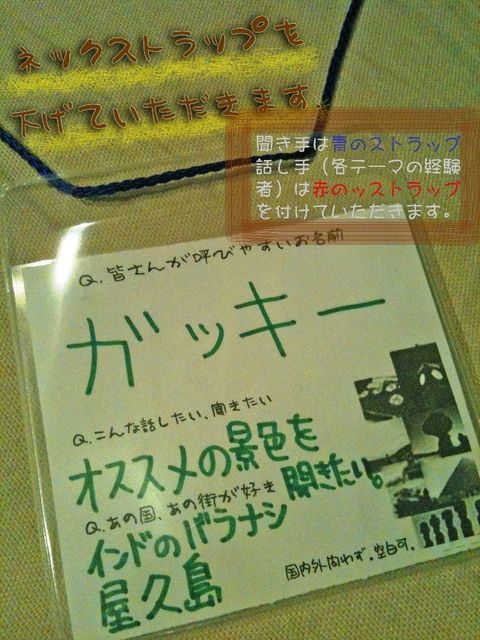 ネックストラップを
下げていただきます。
聞き手は青のストラップ
話し手（各テーマの経験
者）は赤のッストラップ
を付けていただきます。
Q.皆さんが呼びやすいお名前
ガッキー
Q.こんな話したい、聞きたい
オススメの景色を
聞きたい。
Q.あの国、あの街が好き
インドのバラナシ
屋久島
国内外問わず。空白可。